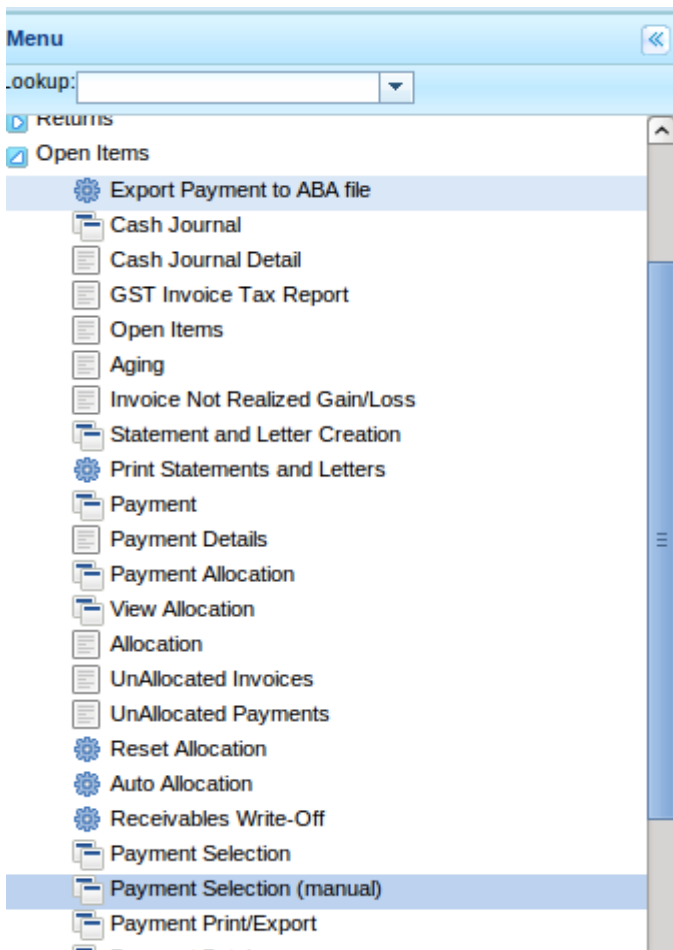 Menu
Lookup:
Returns
Open Items
Export Payment to ABA file
Cash Journal
Cash Journal Detail
GST Invoice Tax Report
Open Items
Aging
Invoice Not Realized Gain/Loss
Statement and Letter Creation
Print Statements and Letters
Payment
Payment Details
Payment Allocation
View Allocation
Allocation
UnAllocated Invoices
UnAllocated Payments
Reset Allocation
Auto Allocation
Receivables Write-Off
Payment Selection
Payment Selection (manual)
Payment Print/Export